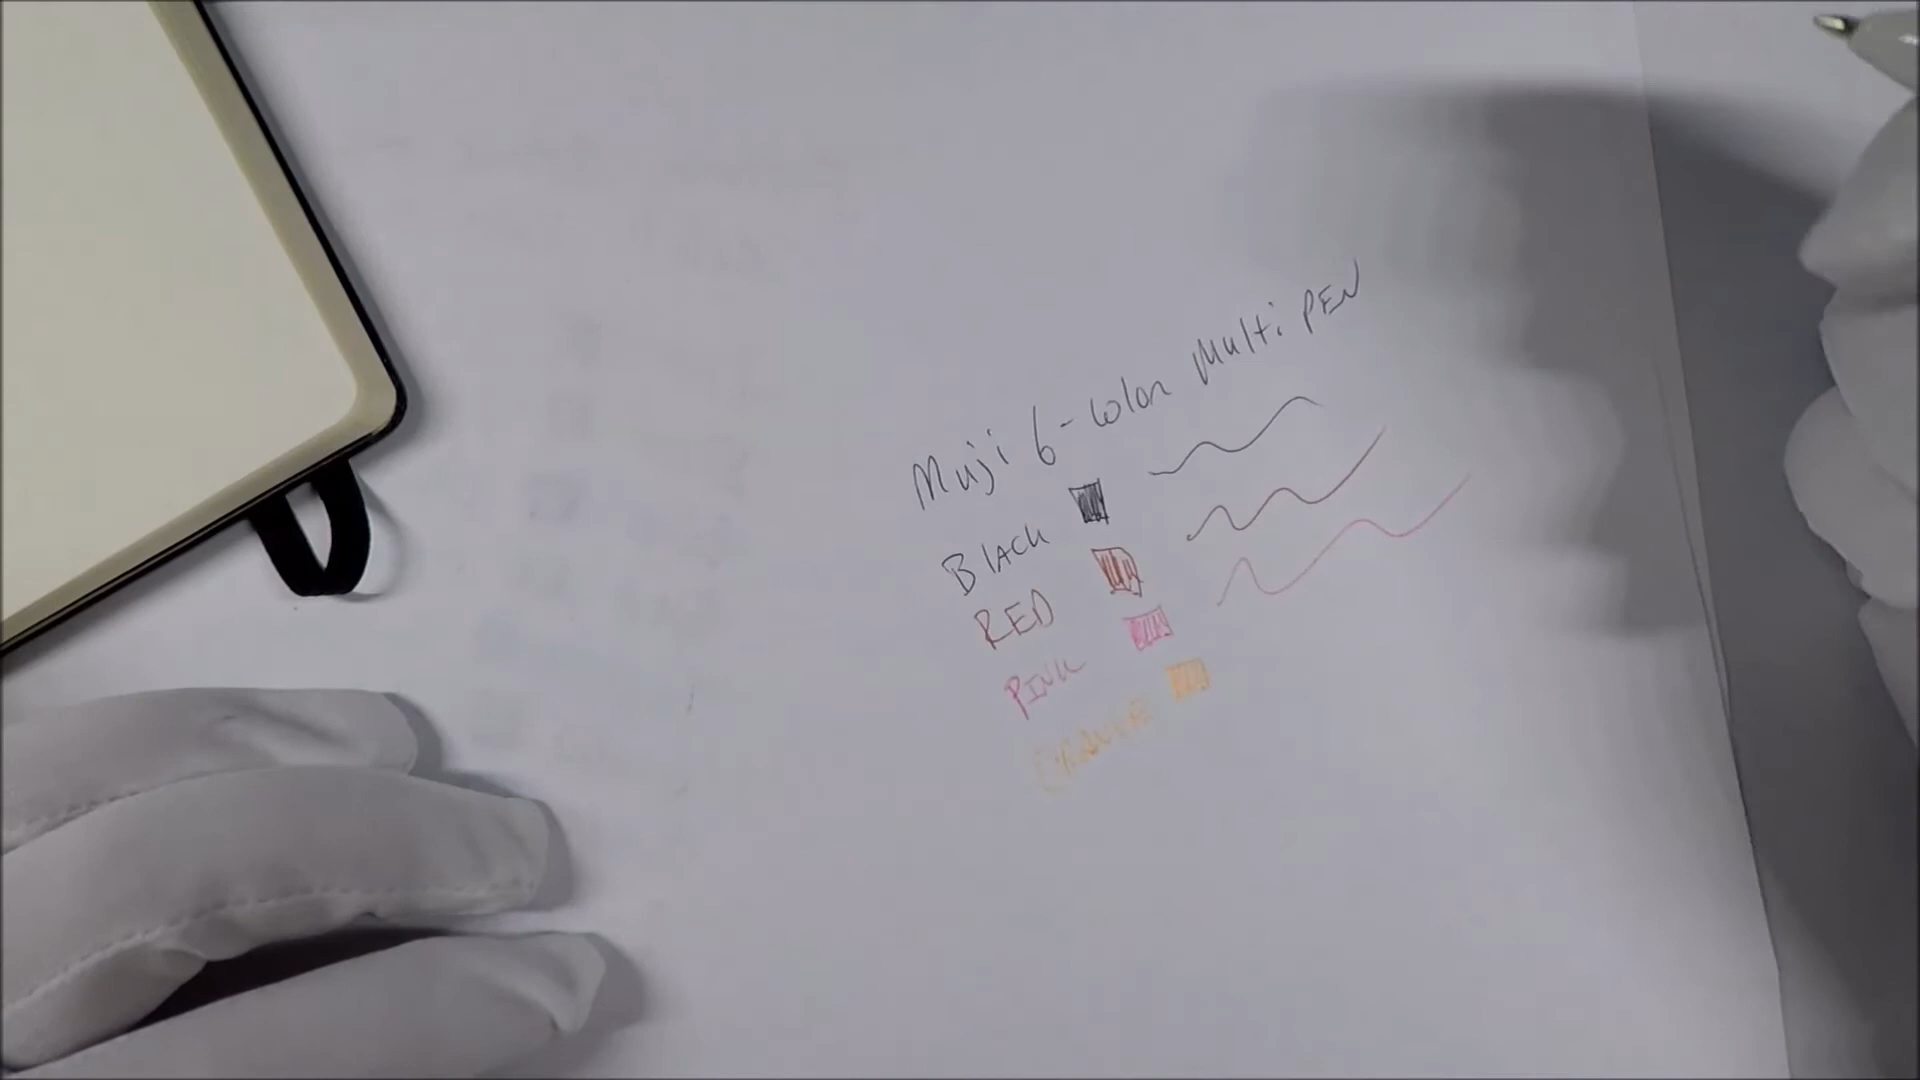 Muji 6-color Multi PEN
BLACK
RED
PINK
ORANGE